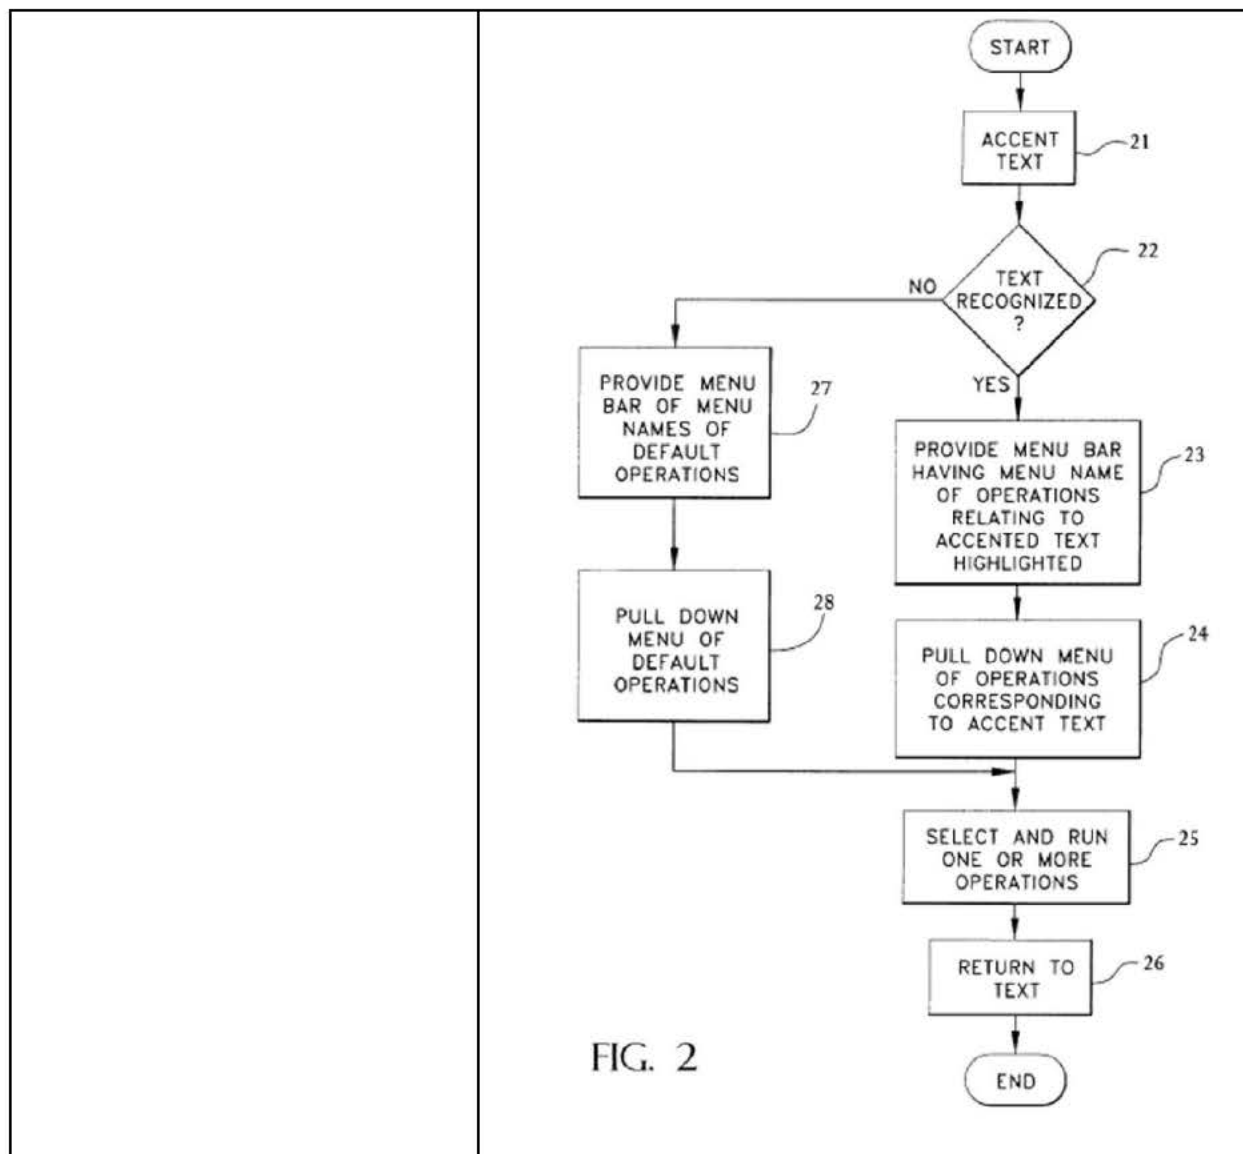 START
ACCENT
TEXT
21
TEXT
RECOGNIZED
?
22
NO
YES
PROVIDE MENU
BAR OF MENU
NAMES OF
DEFAULT
OPERATIONS
27
PROVIDE MENU BAR
HAVING MENU NAME
OF OPERATIONS
RELATING TO
ACCENTED TEXT
HIGHLIGHTED
23
PULL DOWN
MENU OF
DEFAULT
OPERATIONS
28
PULL DOWN MENU
OF OPERATIONS
CORRESPONDING
TO ACCENT TEXT
24
SELECT AND RUN
ONE OR MORE
OPERATIONS
25
RETURN TO
TEXT
26
END
FIG. 2